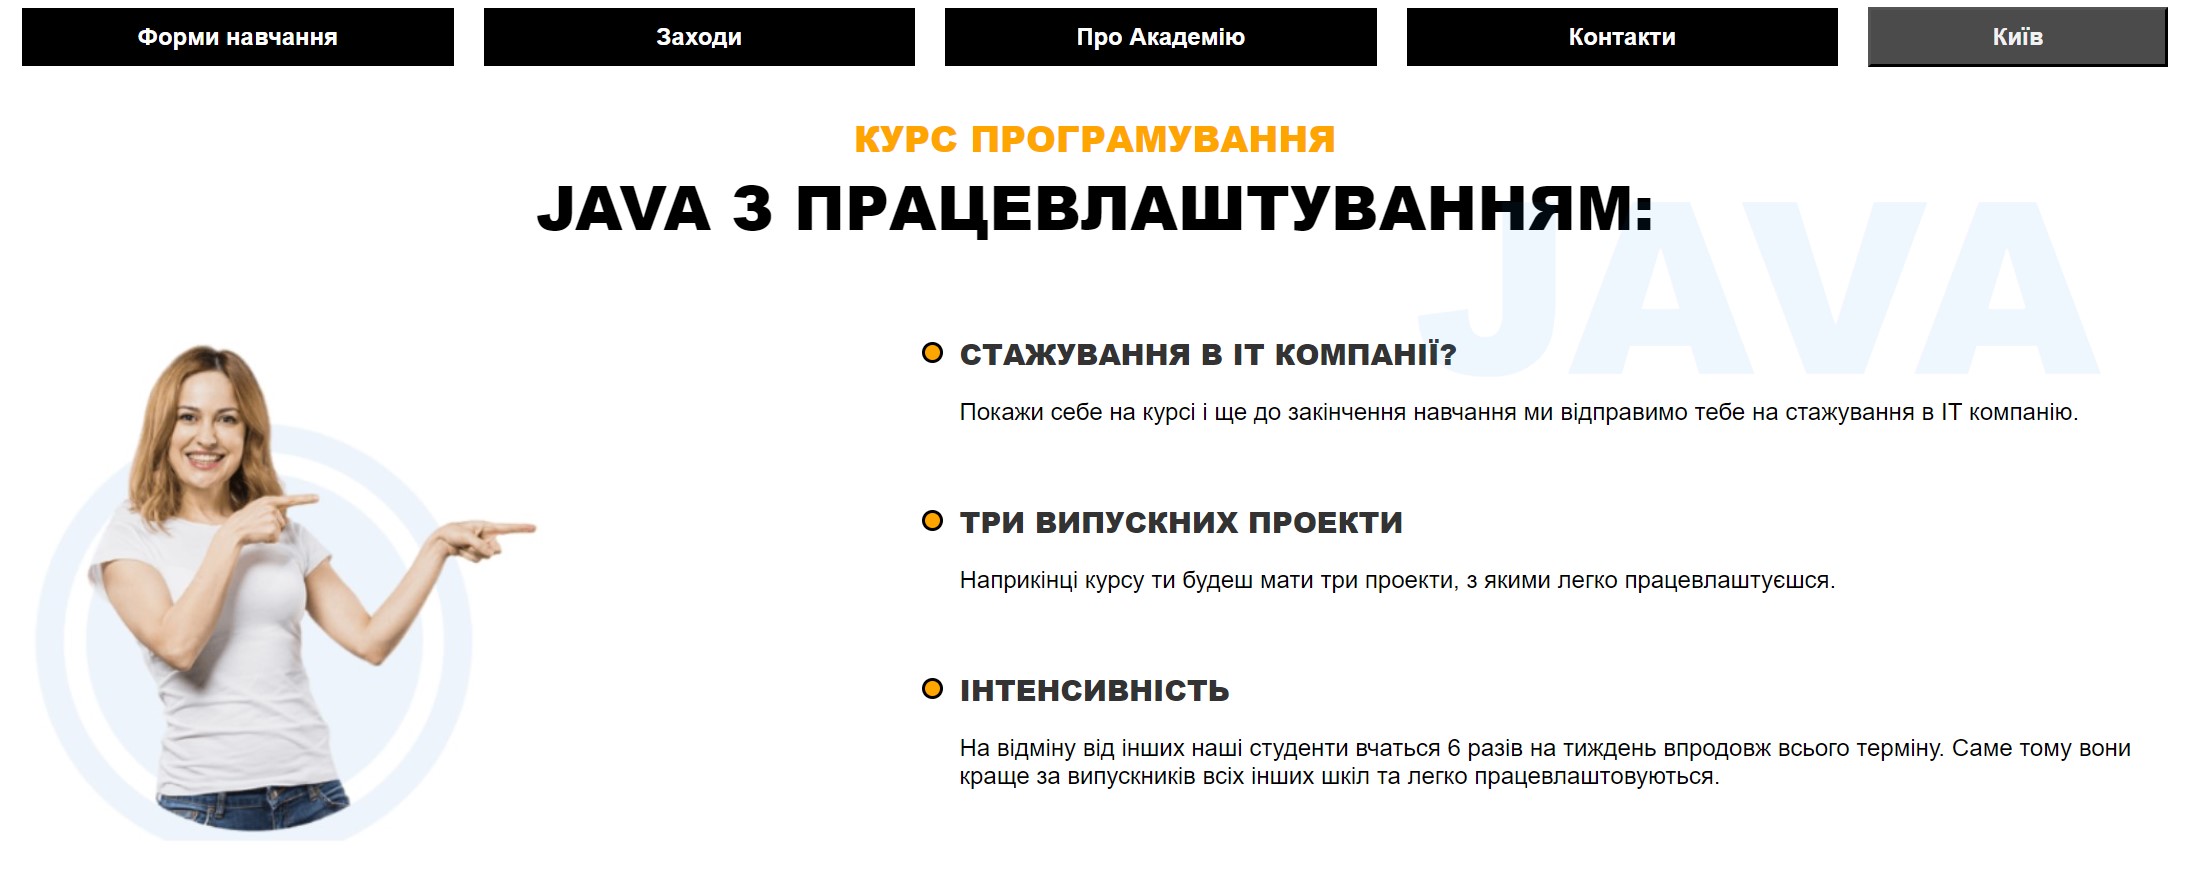 Форми навчання
Заходи
Про Академію
Контакти
Київ
КУРС ПРОГРАМУВАННЯ
JAVA З ПРАЦЕВЛАШТУВАННЯМ:
JAVA
СТАЖУВАННЯ В ІТ КОМПАНІЇ?
Покажи себе на курсі і ще до закінчення навчання ми відправимо тебе на стажування в ІТ компанію.
ТРИ ВИПУСКНИХ ПРОЕКТИ
Наприкінці курсу ти будеш мати три проекти, з якими легко працевлаштуєшся.
ІНТЕНСИВНІСТЬ
На відміну від інших наші студенти вчаться 6 разів на тиждень впродовж всього терміну. Саме тому вони
краще за випускників всіх інших шкіл та легко працевлаштовуються.